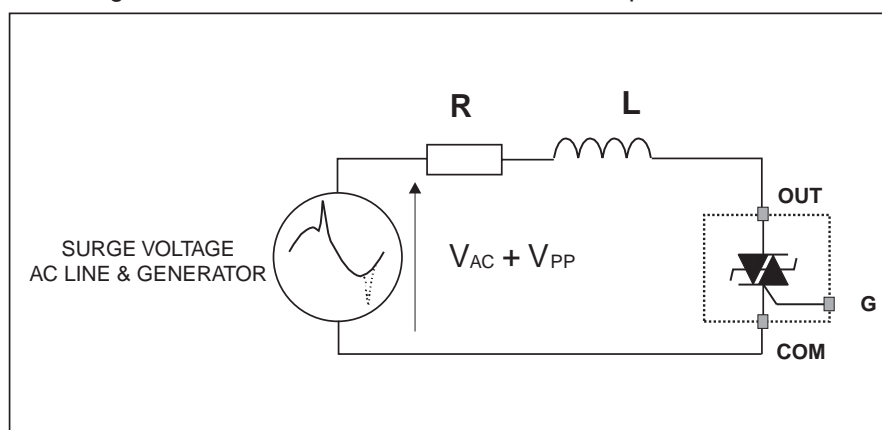 R
L
OUT
SURGE VOLTAGE
AC LINE & GENERATOR
VAC + VPP
G
COM